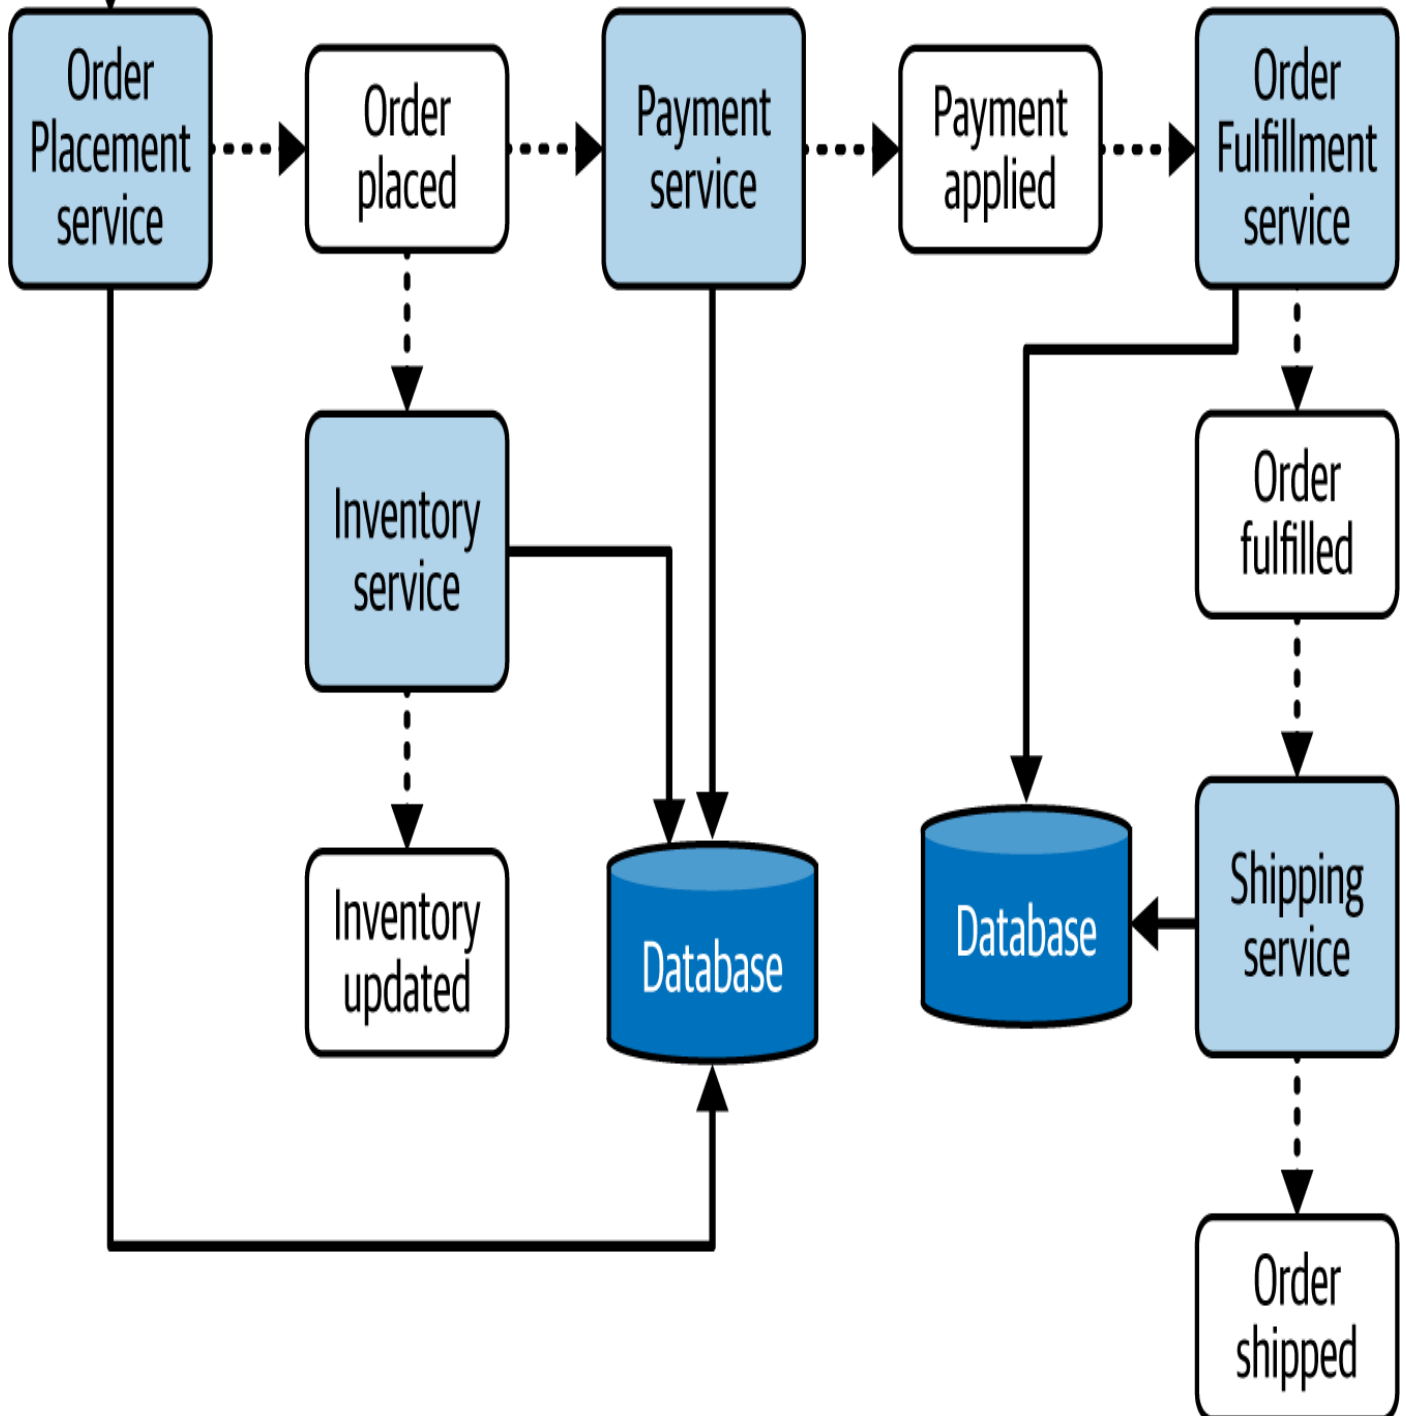 Order
Placement
service
Order
placed
Payment
service
Payment
applied
Order
Fulfillment
service
Inventory
service
Order
fulfilled
Inventory
updated
Database
Database
Shipping
service
Order
shipped